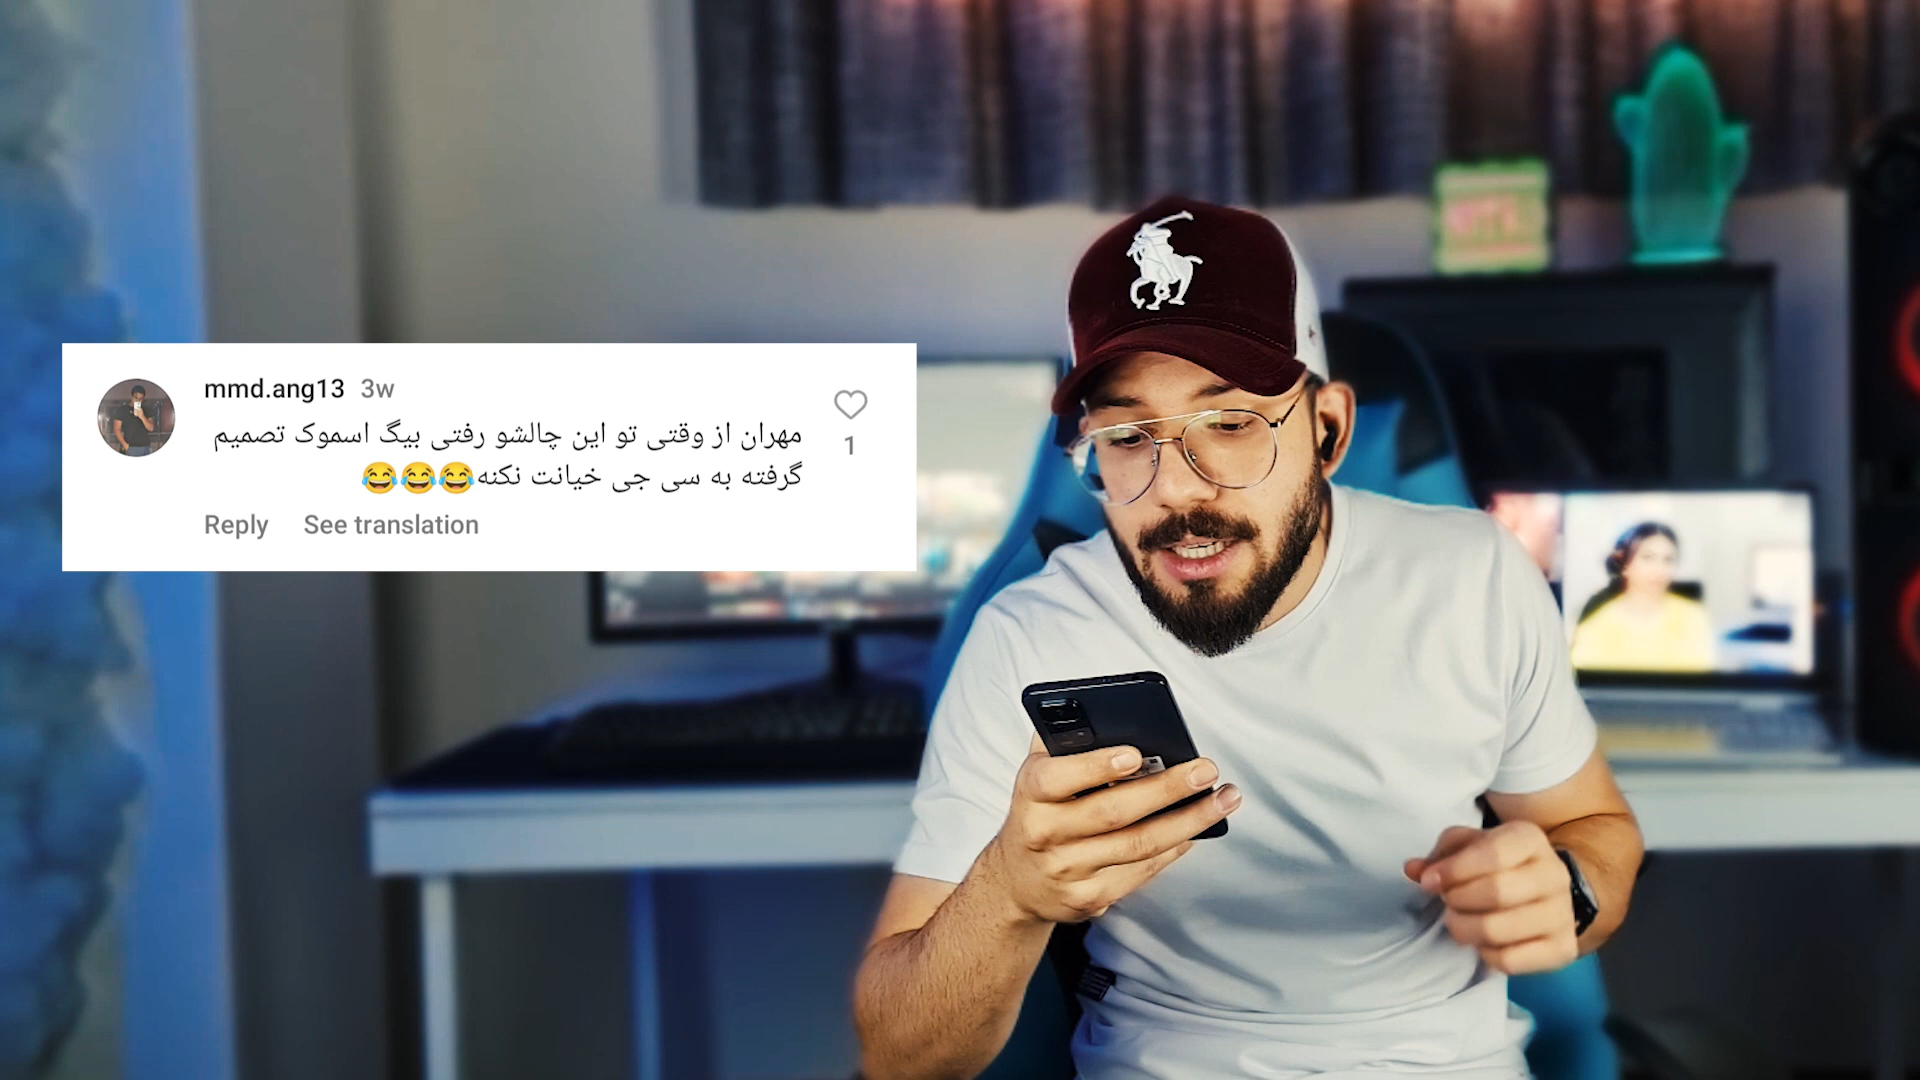 mmd.ang13 3w
مهران از وقتی تو این چالشو رفتی بیگ اسموک تصمیم
گرفته به سی جی خیانت نکنه😂😂😂
1
Reply See translation